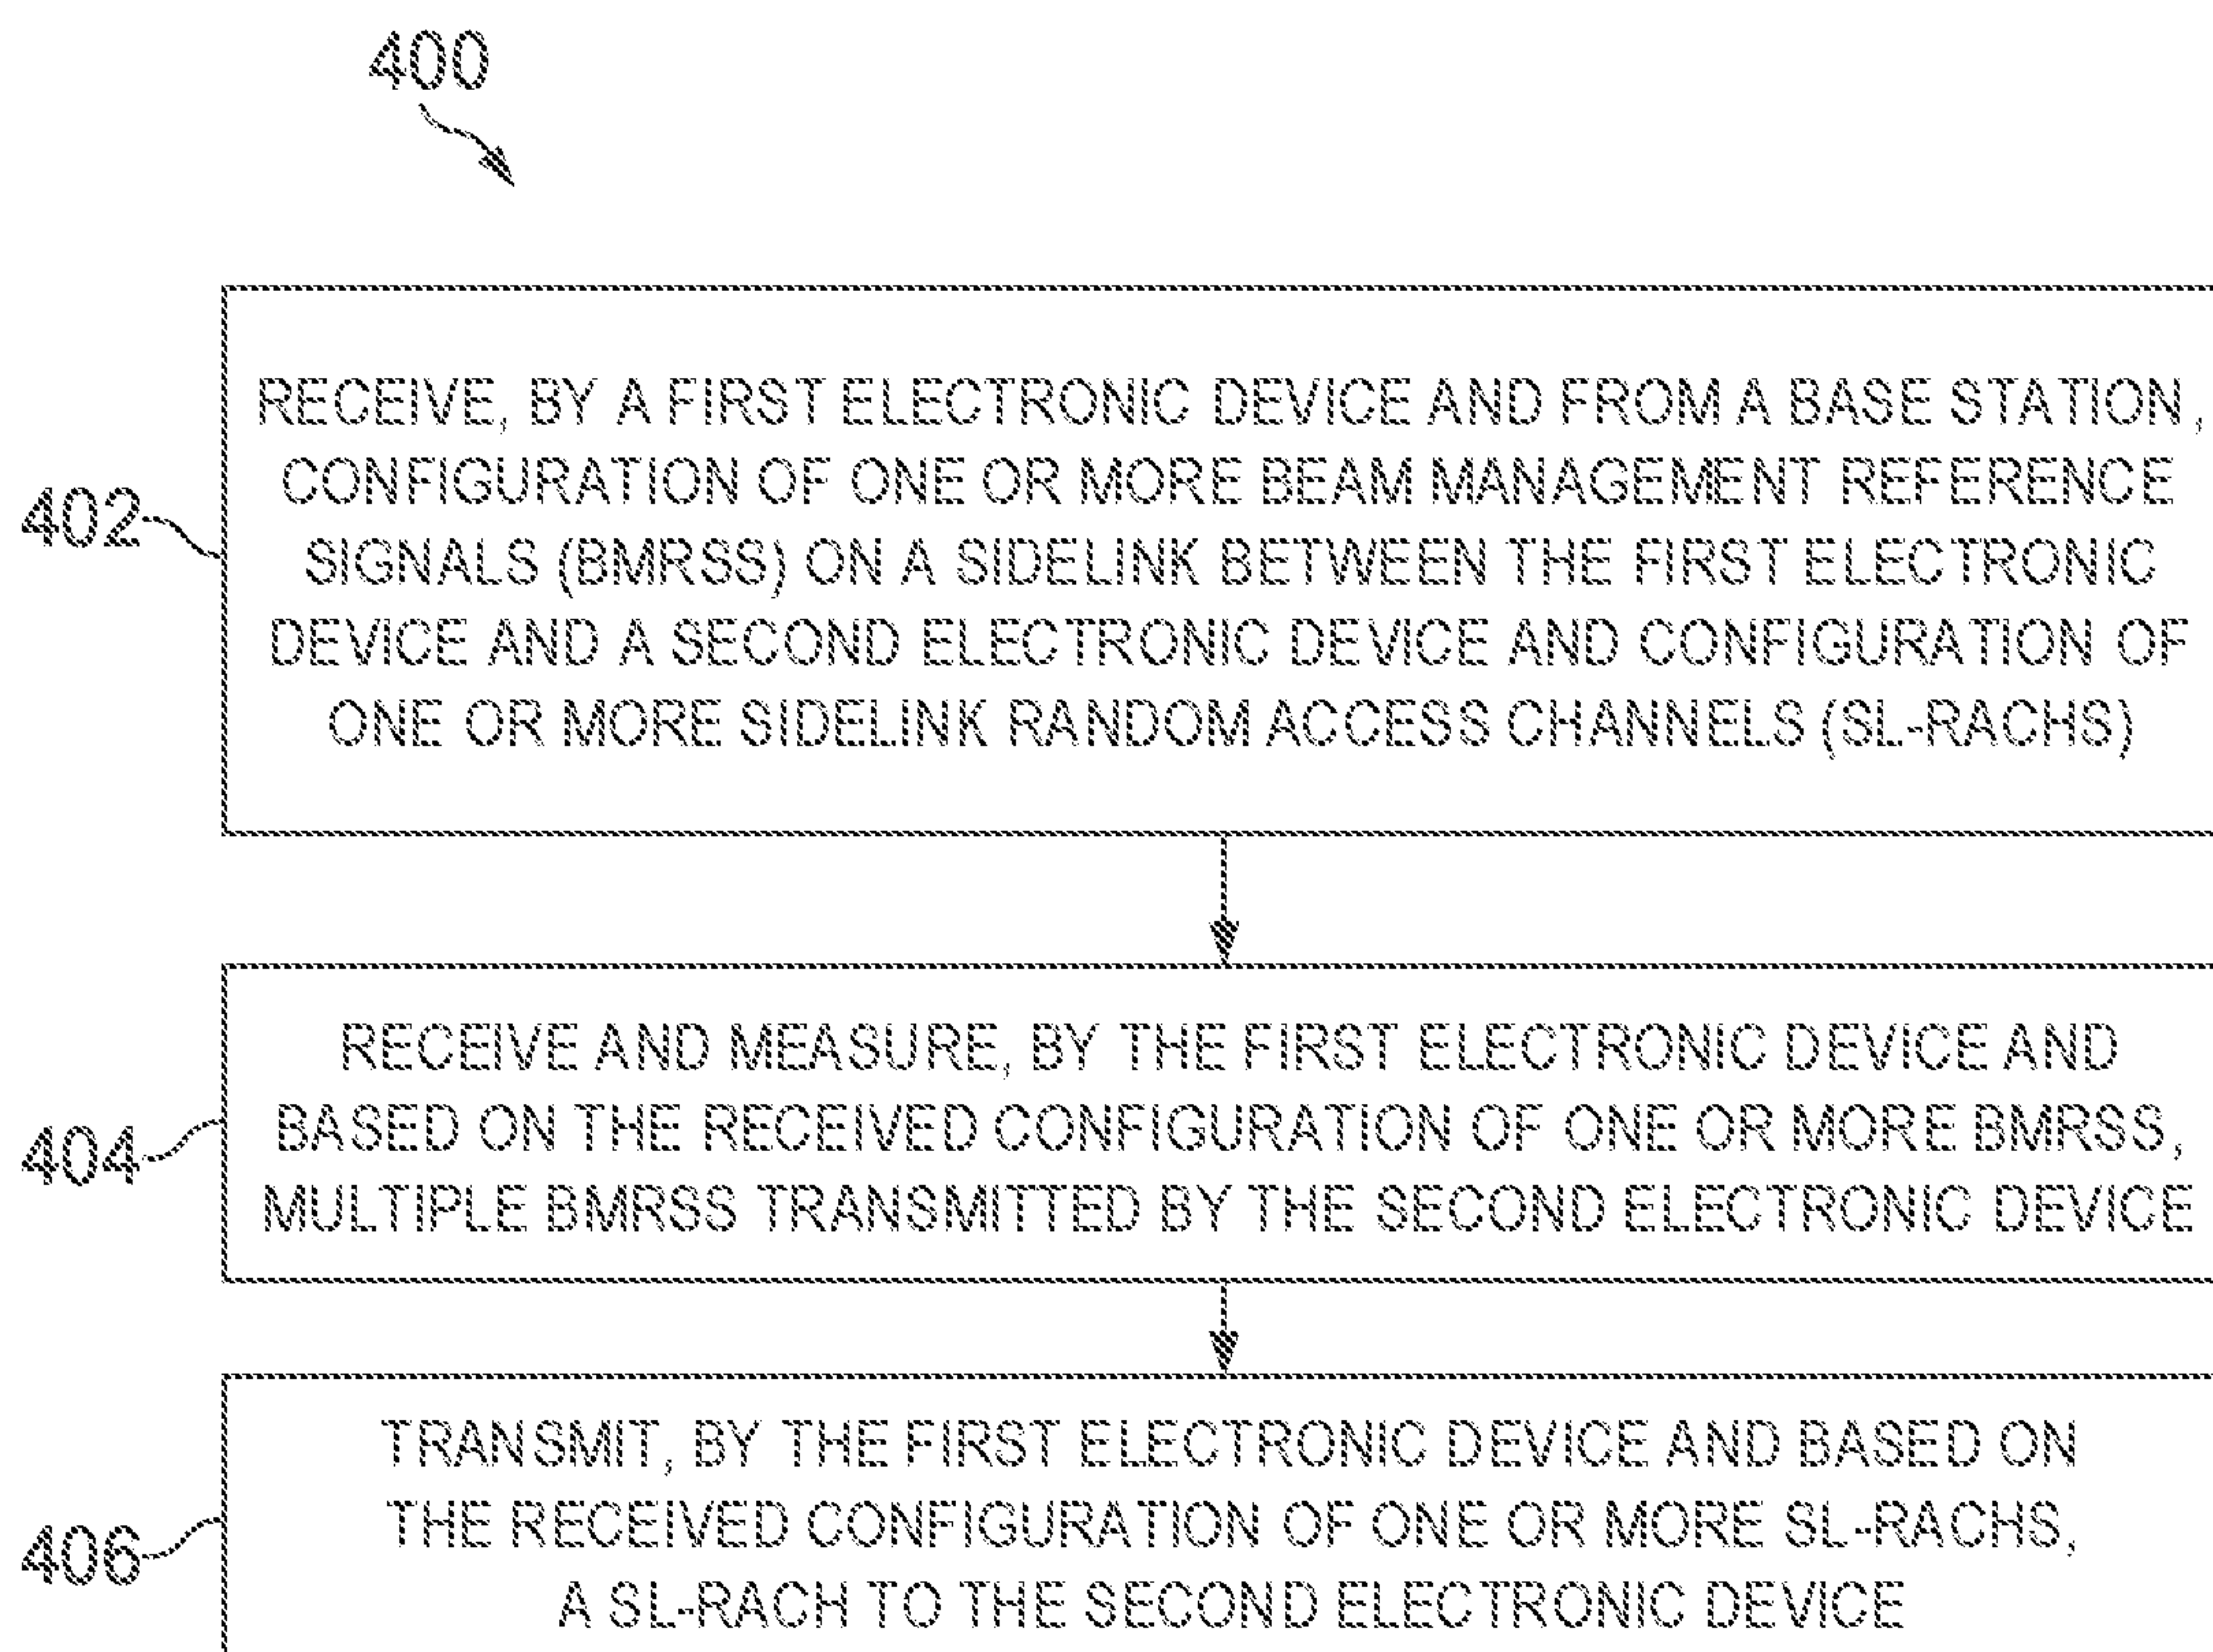 400
402
RECEIVE, BY A FIRST ELECTRONIC DEVICE AND FROM A BASE STATION,
CONFIGURATION OF ONE OR MORE BEAM MANAGEMENT REFERENCE
SIGNALS (BMRSS) ON A SIDELINK BETWEEN THE FIRST ELECTRONIC
DEVICE AND A SECOND ELECTRONIC DEVICE AND CONFIGURATION OF
ONE OR MORE SIDELINK RANDOM ACCESS CHANNELS (SL-RACHS)
404
RECEIVE AND MEASURE, BY THE FIRST ELECTRONIC DEVICE AND
BASED ON THE RECEIVED CONFIGURATION OF ONE OR MORE BMRSS,
MULTIPLE BMRSS TRANSMITTED BY THE SECOND ELECTRONIC DEVICE
406
TRANSMIT, BY THE FIRST ELECTRONIC DEVICE AND BASED ON
THE RECEIVED CONFIGURATION OF ONE OR MORE SL-RACHS,
A SL-RACH TO THE SECOND ELECTRONIC DEVICE